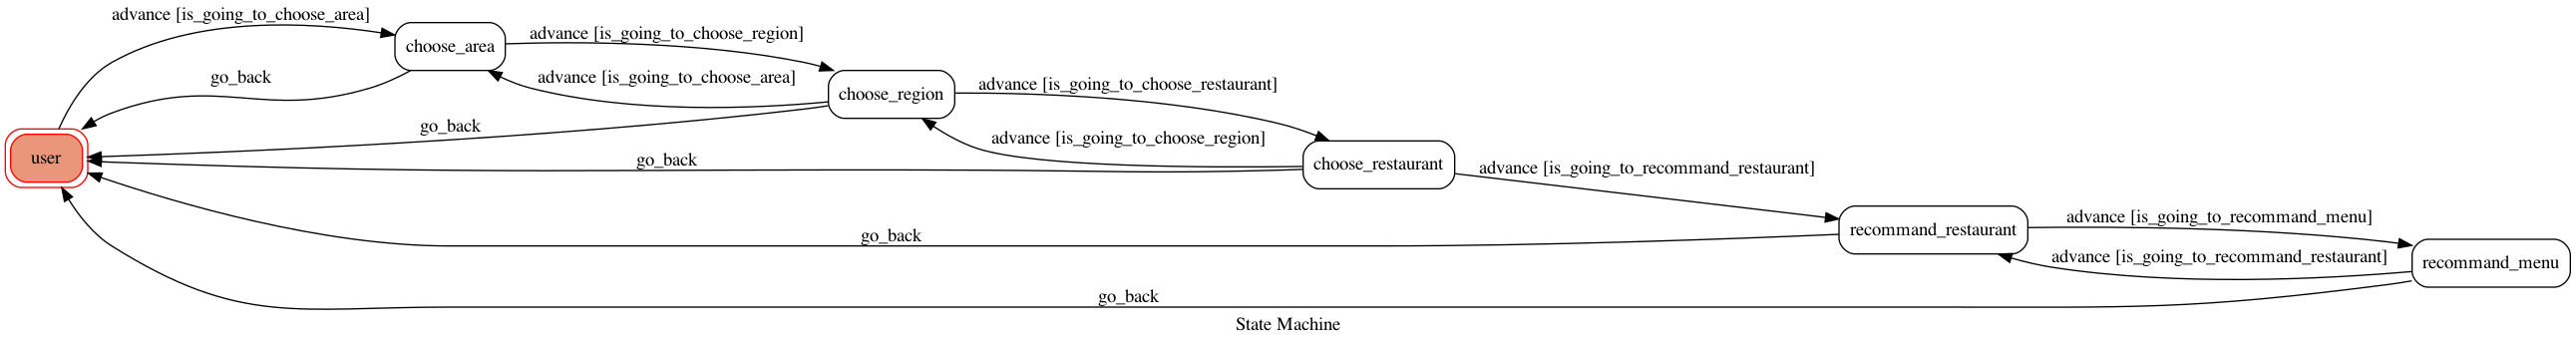 advance [is_going_to_choose_area]
choose_area
advance [is_going_to_choose_region]
go_back
advance [is_going_to_choose_area]
choose_region
advance [is_going_to_choose_restaurant]
go_back
advance [is_going_to_choose_region]
user
go_back
choose_restaurant
advance [is_going_to_recommand_restaurant]
go_back
recommand_restaurant
advance [is_going_to_recommand_menu]
advance [is_going_to_recommand_restaurant]
recommand_menu
go_back
State Machine